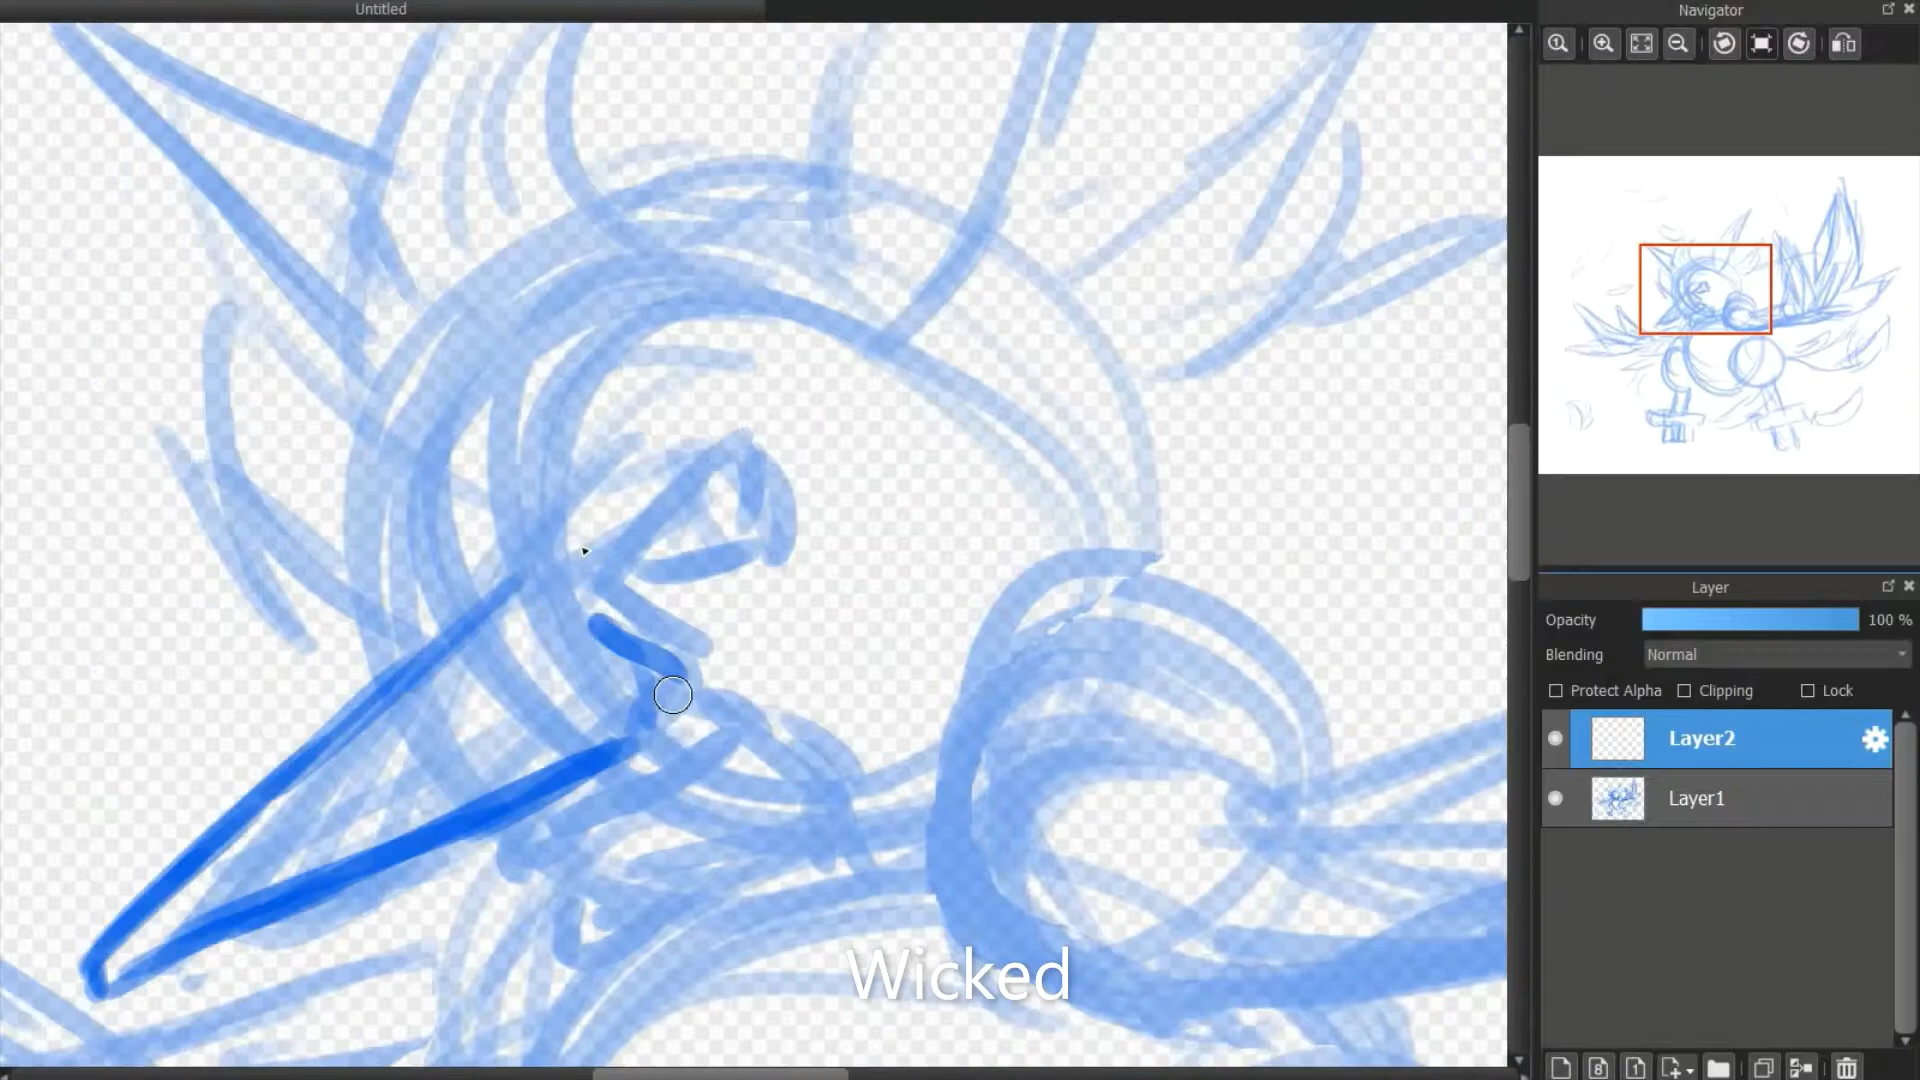 Untitled
Navigator
Layer
Opacity 100 %
Blending Normal
Protect Alpha Clipping Lock
Layer2
Layer1
Wicked